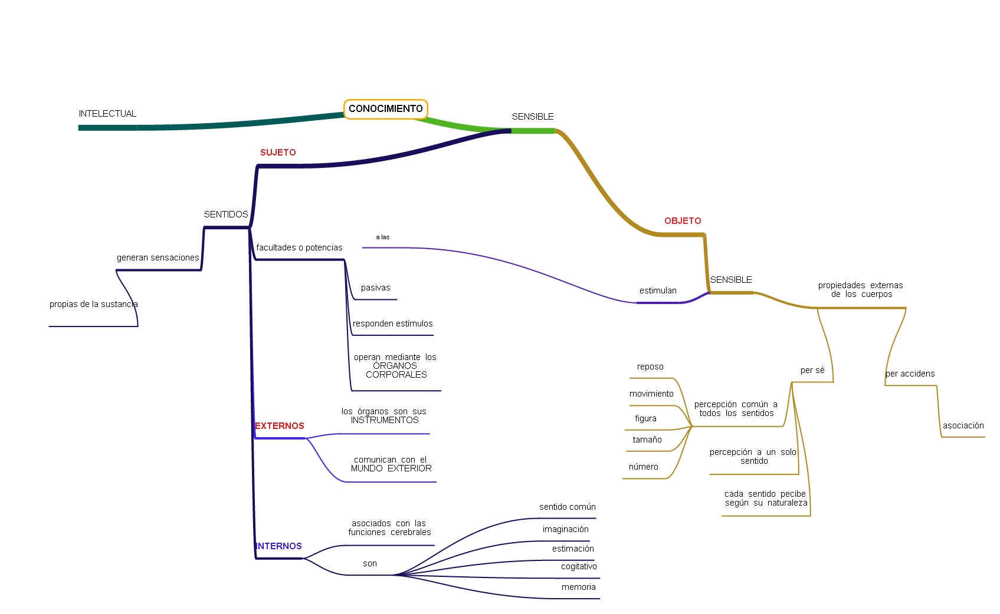 CONOCIMIENTO
INTELECTUAL
SENSIBLE
SUJETO
SENTIDOS
generan sensaciones
propias de la sustancia
facultades o potencias
pasivas
responden estímulos
operan mediante los
ÓRGANOS
CORPORALES
EXTERNOS
los órganos son sus
INSTRUMENTOS
comunican con el
MUNDO EXTERIOR
INTERNOS
asociados con las
funciones cerebrales
son
sentido común
imaginación
estimación
cogitativo
memoria
OBJETO
SENSIBLE
estimulan
a las
propiedades externas
de los cuerpos
per sé
percepción común a
todos los sentidos
reposo
movimiento
figura
tamaño
número
percepción a un solo
sentido
cada sentido pecibe
según su naturaleza
per accidens
asociación